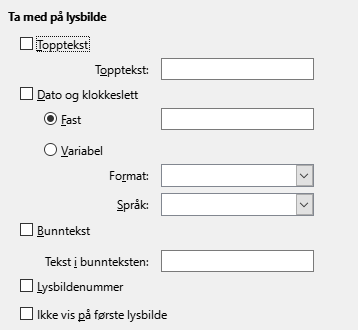 Ta med på lysbilde
Topptekst
Topptekst:
Dato og klokkeslett
Fast
Variabel
Format:
Språk:
Bunntekst
Tekst i bunnteksten:
Lysbildenummer
Ikke vis på første lysbilde